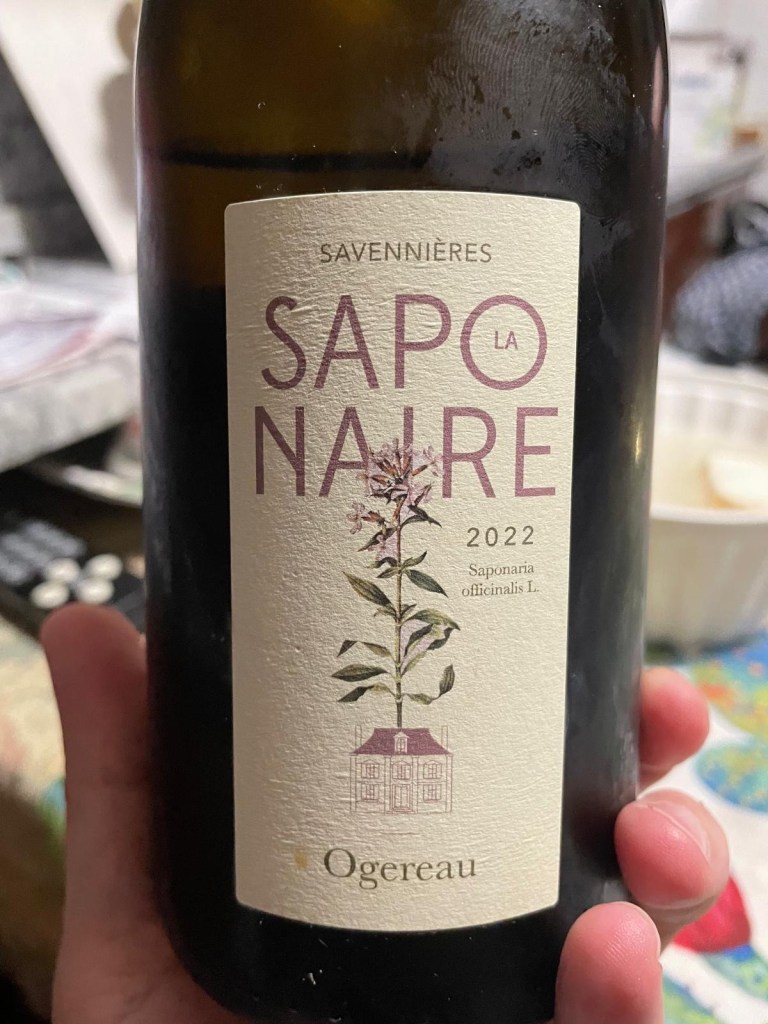 SAVENNIÈRES
SAPO
LA
NAIRE
2022
Saponaria
officinalis L.
Ogereau